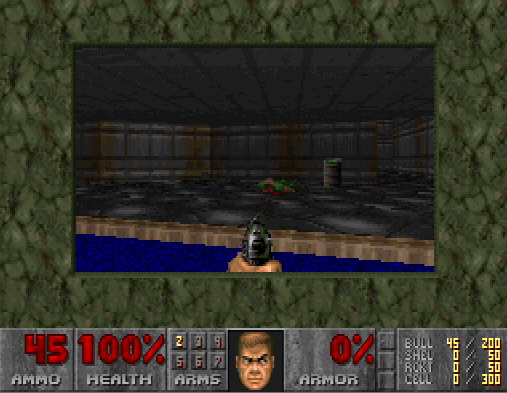 45 100% 2 3 4 0% BULL 45 / 200
5 6 7 SHEL 0 / 50
RCKT 0 / 50
AMMO HEALTH ARMS ARMOR CELL 0 / 300